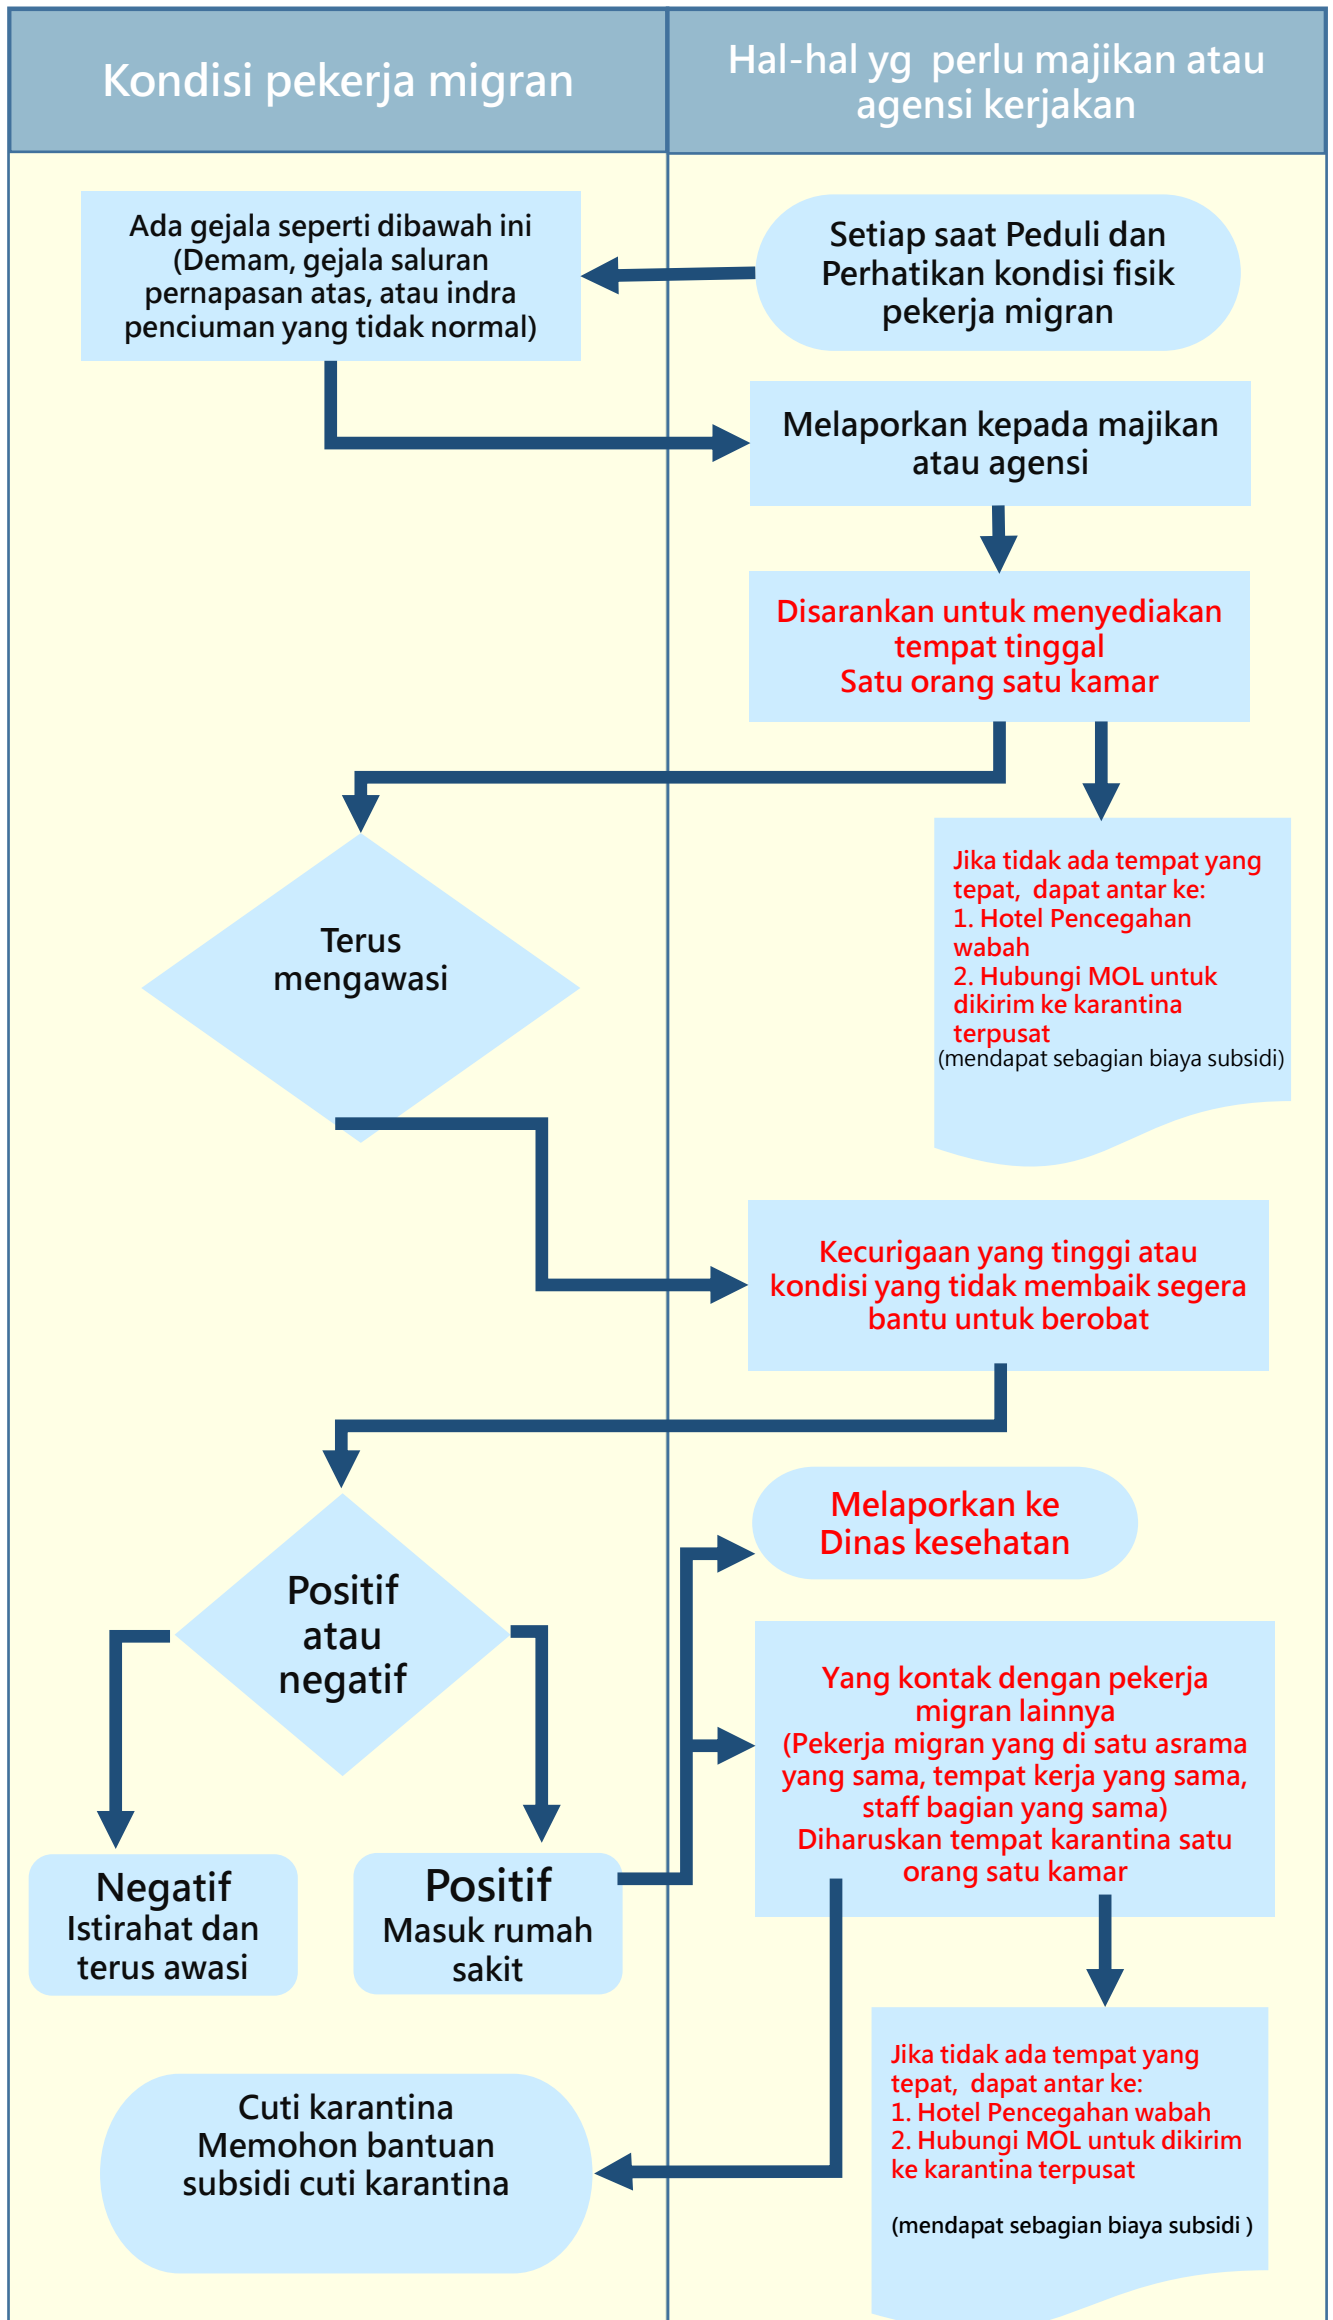 Kondisi pekerja migran
Hal-hal yg perlu majikan atau
agensi kerjakan
Ada gejala seperti dibawah ini
(Demam, gejala saluran
pernapasan atas, atau indra
penciuman yang tidak normal)
Setiap saat Peduli dan
Perhatikan kondisi fisik
pekerja migran
Melaporkan kepada majikan
atau agensi
Disarankan untuk menyediakan
tempat tinggal
Satu orang satu kamar
Terus
mengawasi
Jika tidak ada tempat yang
tepat, dapat antar ke:
1. Hotel Pencegahan
wabah
2. Hubungi MOL untuk
dikirim ke karantina
terpusat
(mendapat sebagian biaya subsidi)
Kecurigaan yang tinggi atau
kondisi yang tidak membaik segera
bantu untuk berobat
Positif
atau
negatif
Melaporkan ke
Dinas kesehatan
Yang kontak dengan pekerja
migran lainnya
(Pekerja migran yang di satu asrama
yang sama, tempat kerja yang sama,
staff bagian yang sama)
Diharuskan tempat karantina satu
orang satu kamar
Negatif
Istirahat dan
terus awasi
Positif
Masuk rumah
sakit
Cuti karantina
Memohon bantuan
subsidi cuti karantina
Jika tidak ada tempat yang
tepat, dapat antar ke:
1. Hotel Pencegahan wabah
2. Hubungi MOL untuk dikirim
ke karantina terpusat
(mendapat sebagian biaya subsidi )